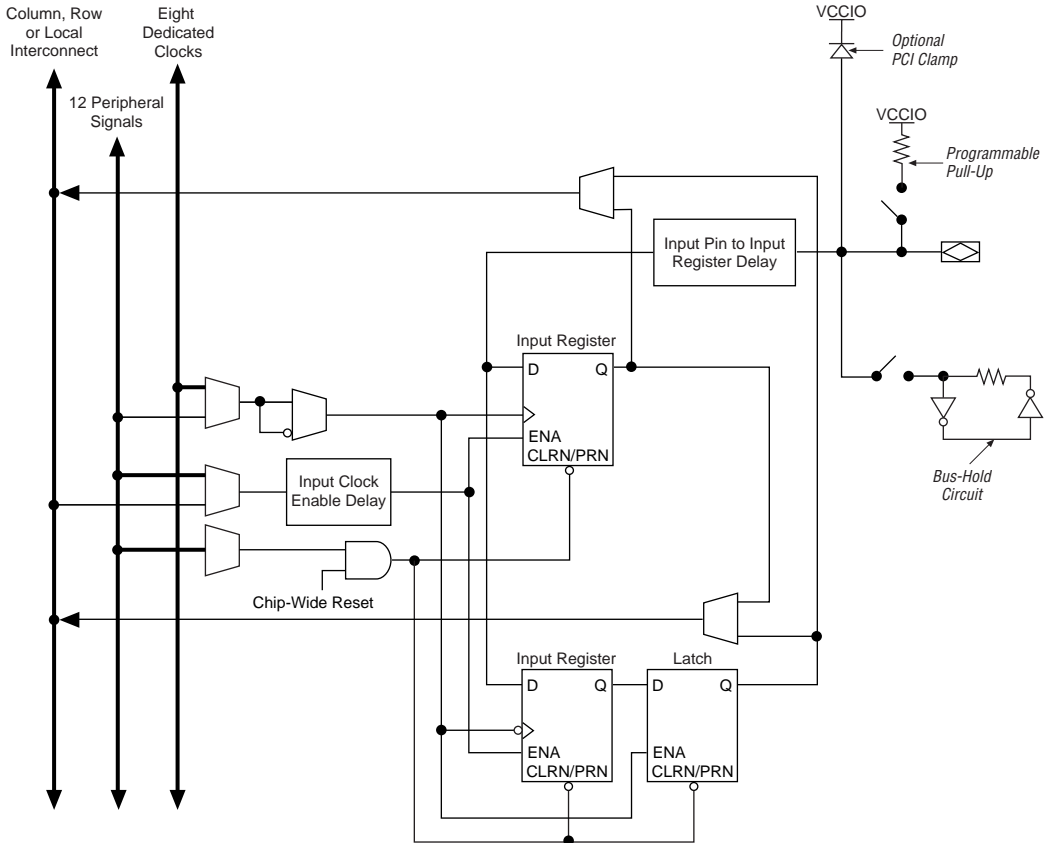 Column, Row
or Local
Interconnect
Eight
Dedicated
Clocks
12 Peripheral
Signals
VCCIO
Optional
PCI Clamp
VCCIO
Programmable
Pull-Up
Input Pin to Input
Register Delay
Input Register
D Q
ENA
CLRN/PRN
Input Clock
Enable Delay
Chip-Wide Reset
Bus-Hold
Circuit
Input Register
D Q
ENA
CLRN/PRN
Latch
D Q
ENA
CLRN/PRN